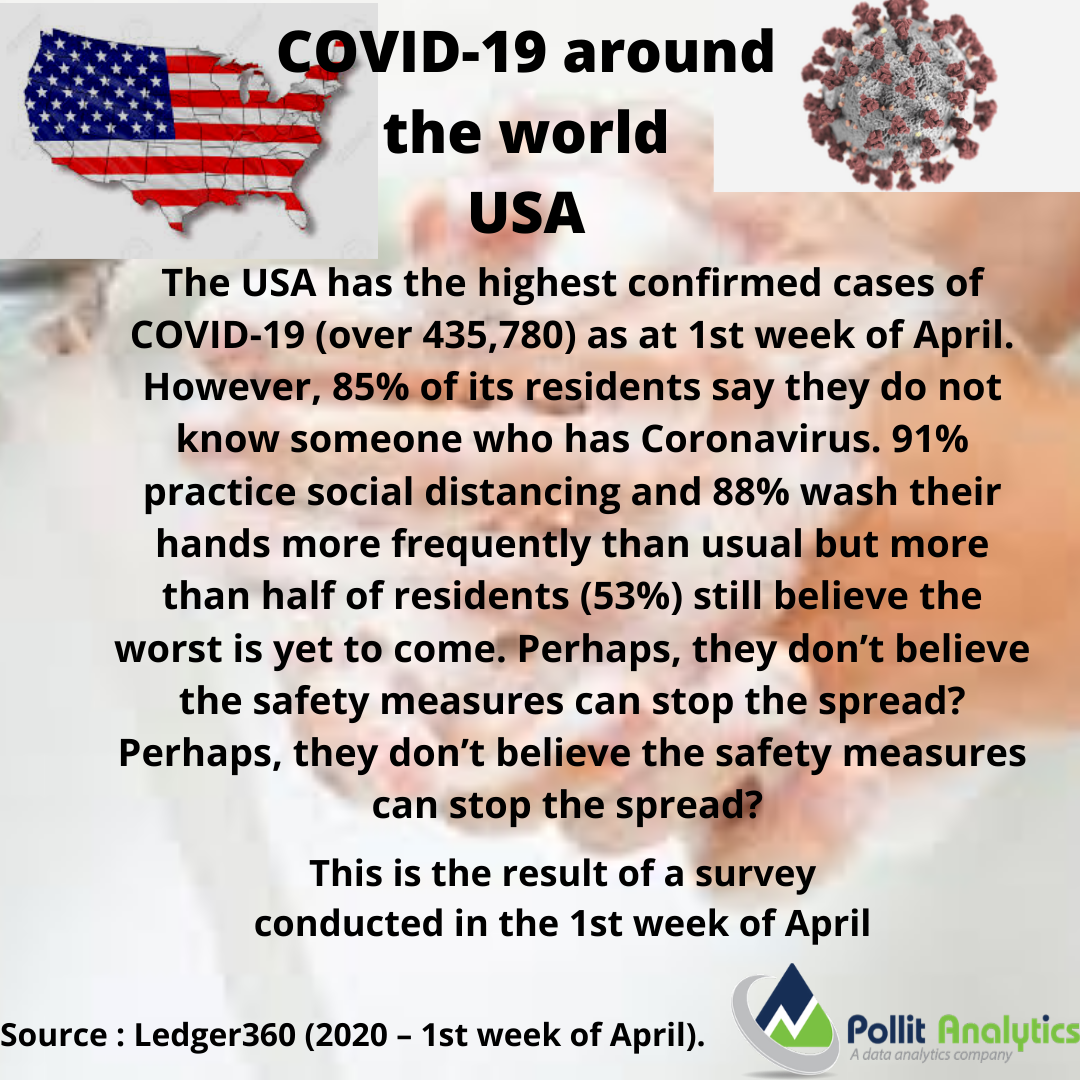 COVID-19 around
the world
USA
The USA has the highest confirmed cases of
COVID-19 (over 435,780) as at 1st week of April.
However, 85% of its residents say they do not
know someone who has Coronavirus. 91%
practice social distancing and 88% wash their
hands more frequently than usual but more
than half of residents (53%) still believe the
worst is yet to come. Perhaps, they don’t believe
the safety measures can stop the spread?
Perhaps, they don’t believe the safety measures
can stop the spread?
This is the result of a survey
conducted in the 1st week of April
Source : Ledger360 (2020 – 1st week of April).
Pollit Analytics
A data analytics company